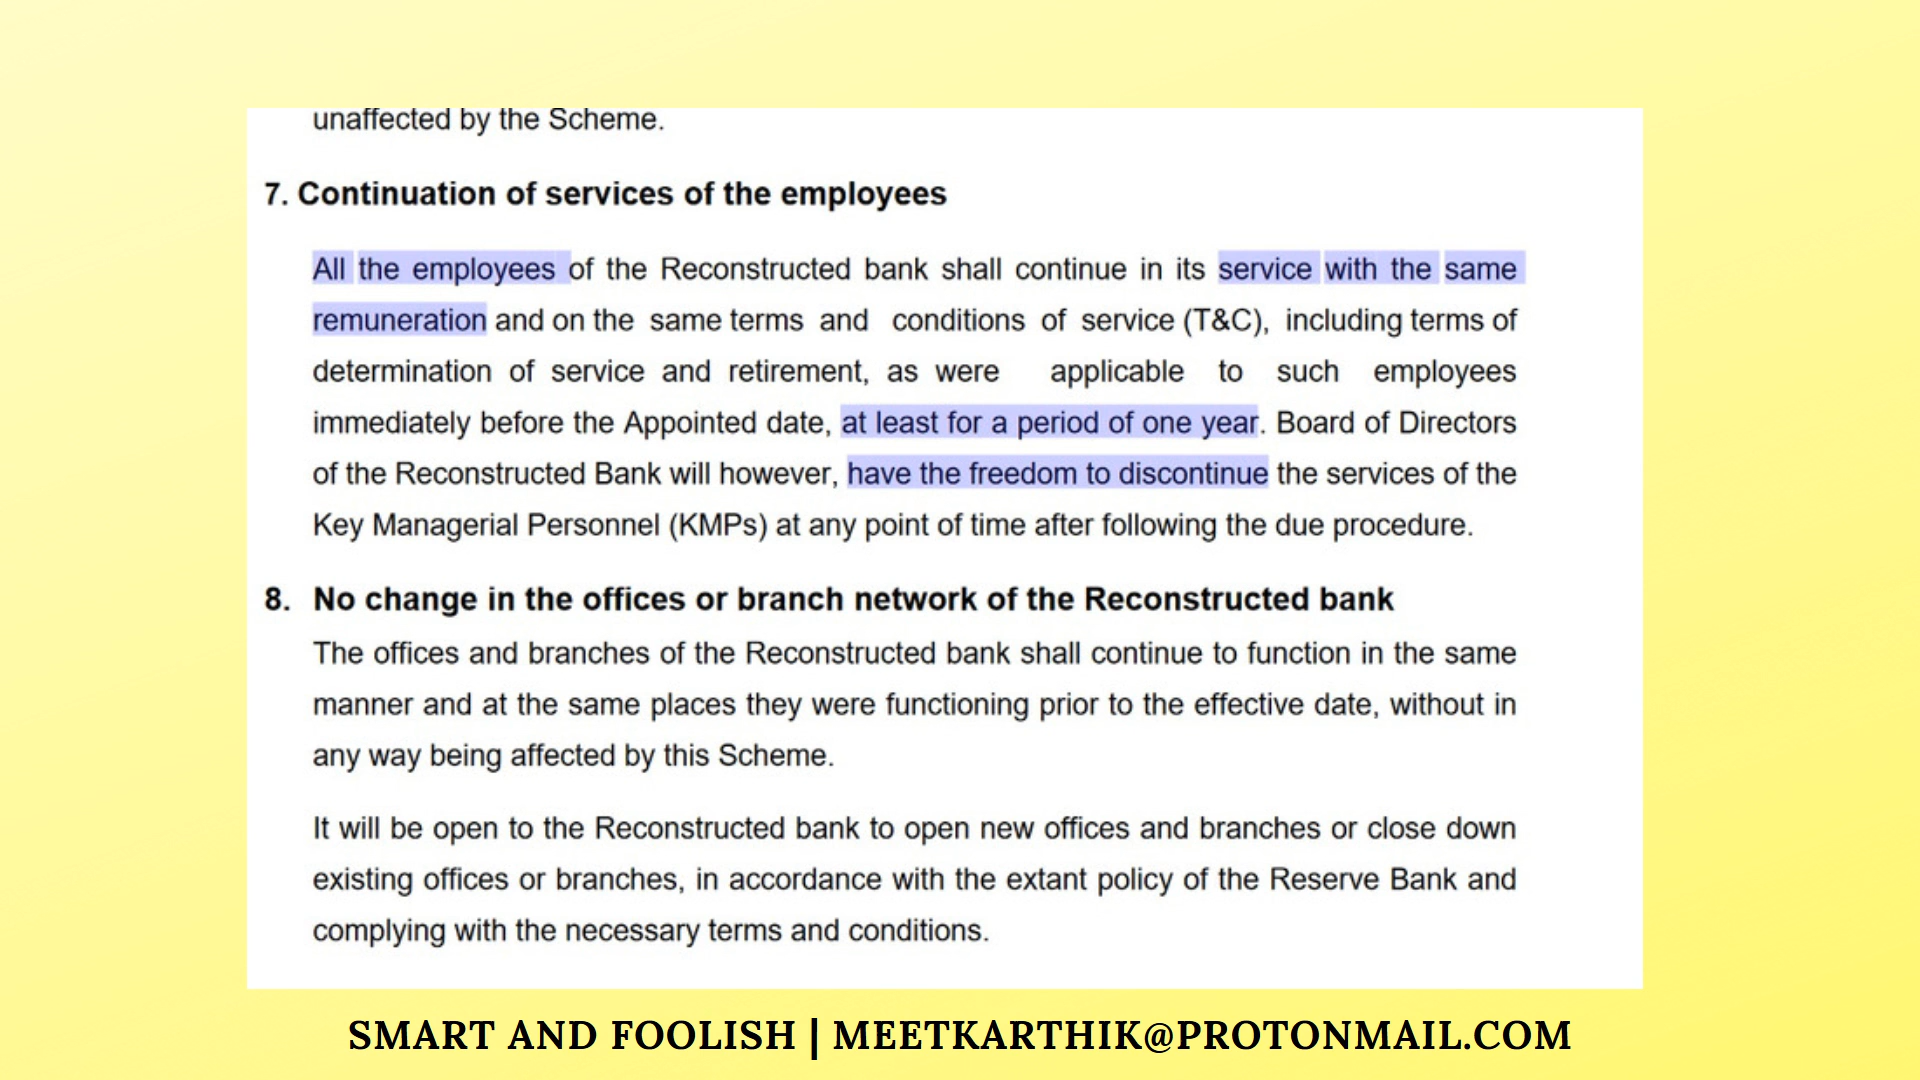 unaffected by the Scheme.
7. Continuation of services of the employees
All the employees of the Reconstructed bank shall continue in its service with the same
remuneration and on the same terms and conditions of service (T&C), including terms of
determination of service and retirement, as were applicable to such employees
immediately before the Appointed date, at least for a period of one year. Board of Directors
of the Reconstructed Bank will however, have the freedom to discontinue the services of the
Key Managerial Personnel (KMPs) at any point of time after following the due procedure.
8. No change in the offices or branch network of the Reconstructed bank
The offices and branches of the Reconstructed bank shall continue to function in the same
manner and at the same places they were functioning prior to the effective date, without in
any way being affected by this Scheme.
It will be open to the Reconstructed bank to open new offices and branches or close down
existing offices or branches, in accordance with the extant policy of the Reserve Bank and
complying with the necessary terms and conditions.
SMART AND FOOLISH | MEETKARTHIK@PROTONMAIL.COM